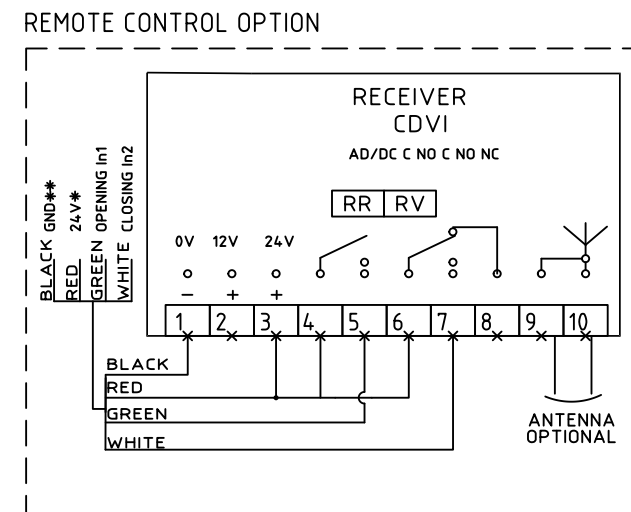 REMOTE CONTROL OPTION
RECEIVER
CDVI
AD/DC C NO C NO NC
RR RV
BLACK GND**
RED 24V*
GREEN OPENING In1
WHITE CLOSING In2
0V 12V 24V
− + +
1 2 3 4 5 6 7 8 9 10
BLACK
RED
GREEN
WHITE
ANTENNA
OPTIONAL